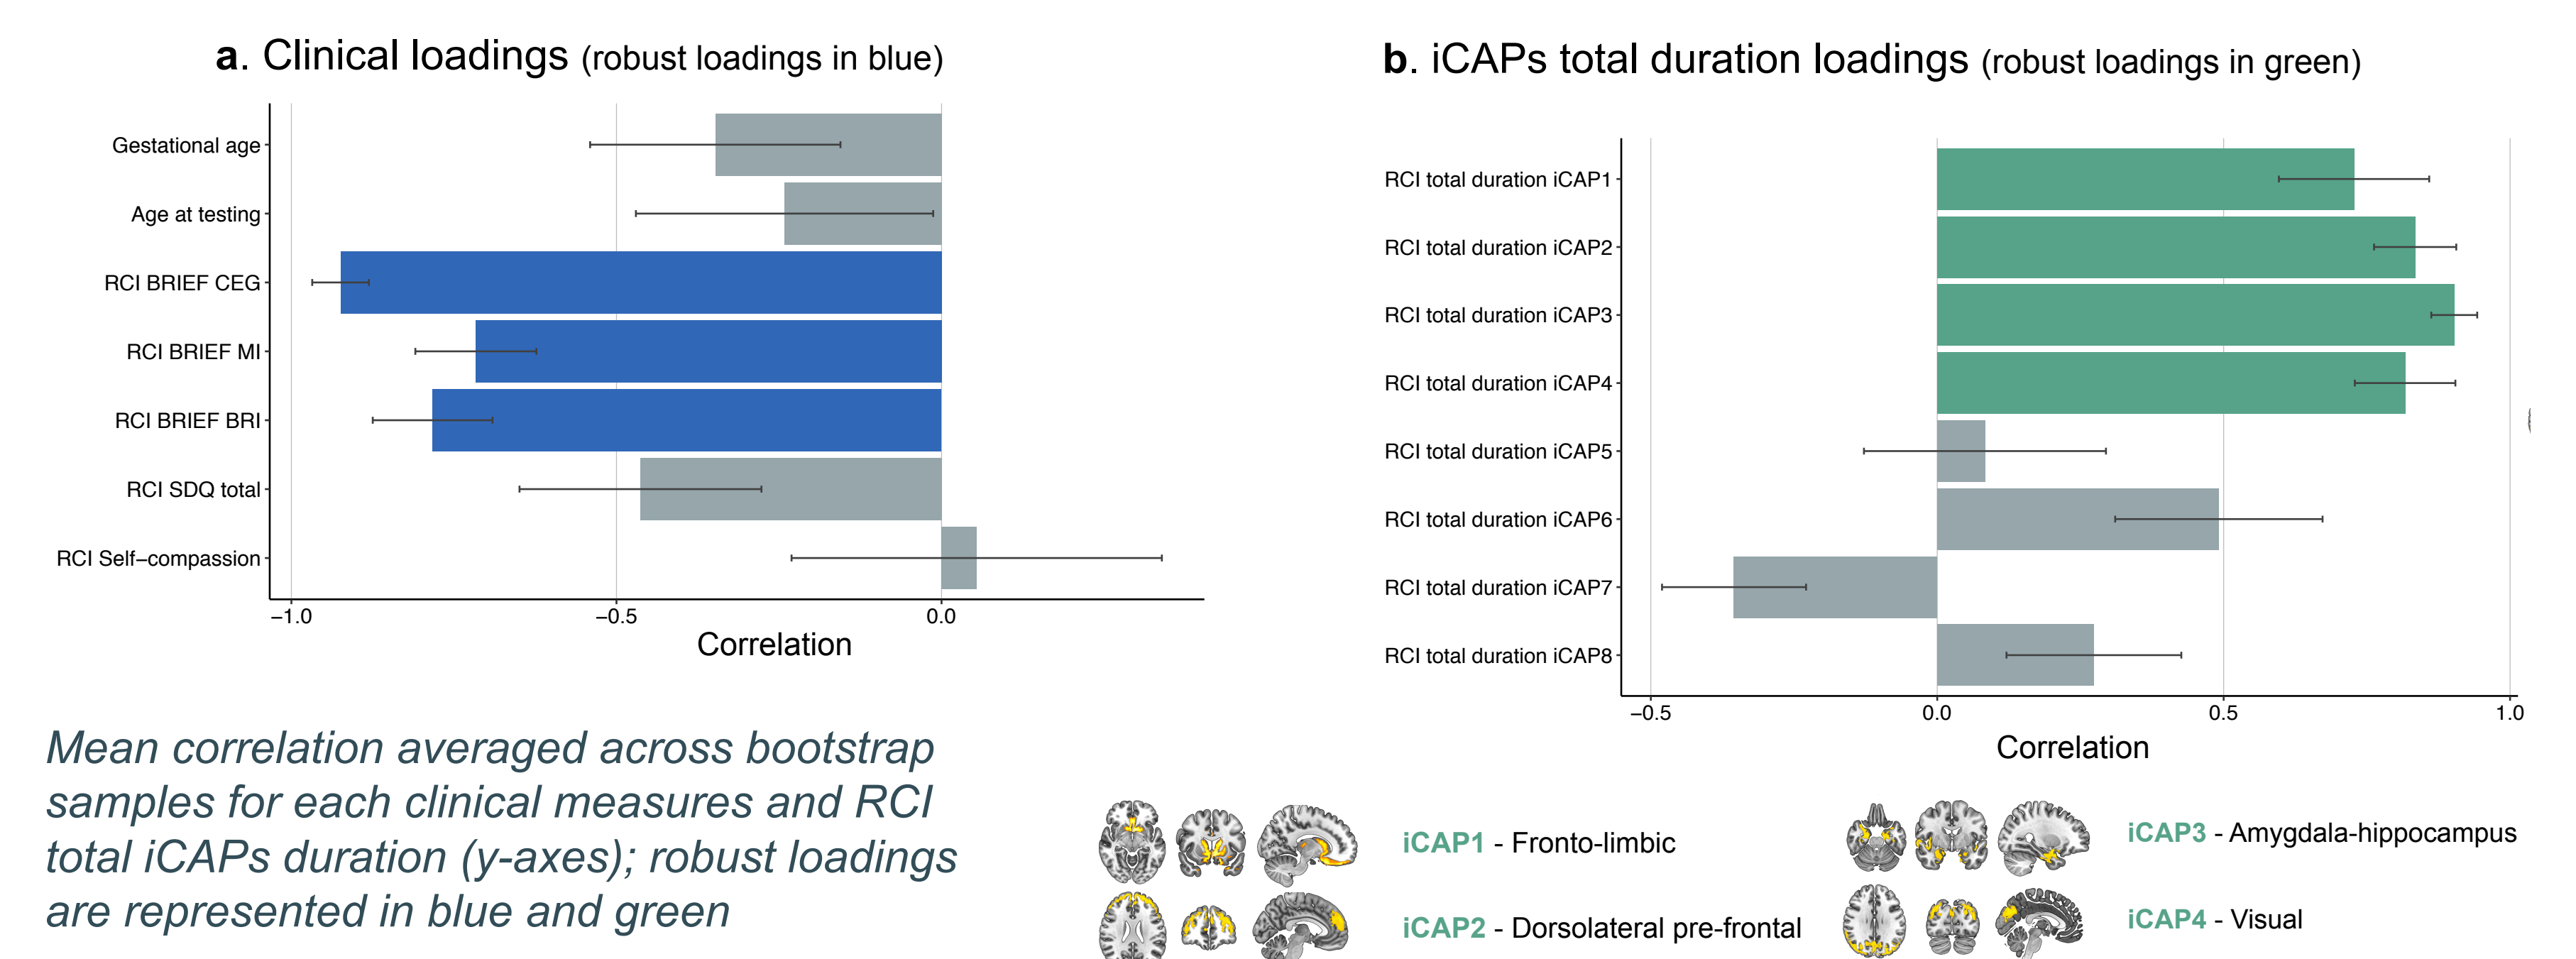 a. Clinical loadings (robust loadings in blue)
Gestational age
Age at testing
RCI BRIEF CEG
RCI BRIEF MI
RCI BRIEF BRI
RCI SDQ total
RCI Self−compassion
−1.0 −0.5 0.0
Correlation
b. iCAPs total duration loadings (robust loadings in green)
RCI total duration iCAP1
RCI total duration iCAP2
RCI total duration iCAP3
RCI total duration iCAP4
RCI total duration iCAP5
RCI total duration iCAP6
RCI total duration iCAP7
RCI total duration iCAP8
−0.5 0.0 0.5 1.0
Correlation
Mean correlation averaged across bootstrap
samples for each clinical measures and RCI
total iCAPs duration (y-axes); robust loadings
are represented in blue and green
iCAP1 - Fronto-limbic
iCAP2 - Dorsolateral pre-frontal
iCAP3 - Amygdala-hippocampus
iCAP4 - Visual